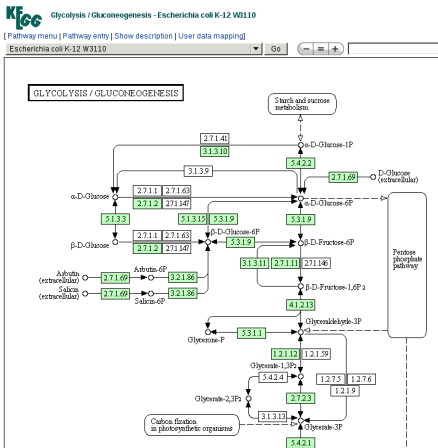 KEGG
Glycolysis / Gluconeogenesis - Escherichia coli K-12 W3110
[ Pathway menu | Pathway entry | Show description | User data mapping]
Escherichia coli K-12 W3110
Go
- = +
GLYCOLYSIS / GLUCONEOGENESIS
Starch and sucrose
metabolism
2.7.1.41
3.1.3.10
α-D-Glucose-1P
5.4.2.2
3.1.3.9
2.7.1.69
D-Glucose
(extracellular)
α-D-Glucose
2.7.1.1
2.7.1.63
2.7.1.2
2.7.1.147
α-D-Glucose-6P
5.1.3.3
5.1.3.15
5.3.1.9
5.3.1.9
β-D-Glucose
2.7.1.1
2.7.1.63
2.7.1.2
2.7.1.147
β-D-Glucose-6P
5.3.1.9
β-D-Fructose-6P
Pentose
phosphate
pathway
Arbutin
(extracellular)
2.7.1.69
Arbutin-6P
3.2.1.86
3.1.3.11
2.7.1.11
2.7.1.146
Salicin
(extracellular)
2.7.1.69
Salicin-6P
3.2.1.86
β-D-Fructose-1,6P2
4.1.2.13
Glyceraldehyde-3P
Glycerone-P
5.3.1.1
1.2.1.12
1.2.1.59
Glycerate-1,3P2
5.4.2.4
1.2.7.5
1.2.7.6
1.2.1.9
Glycerate-2,3P2
2.7.2.3
3.1.3.13
Carbon fixation
in photosynthetic organisms
Glycerate-3P
5.4.2.1